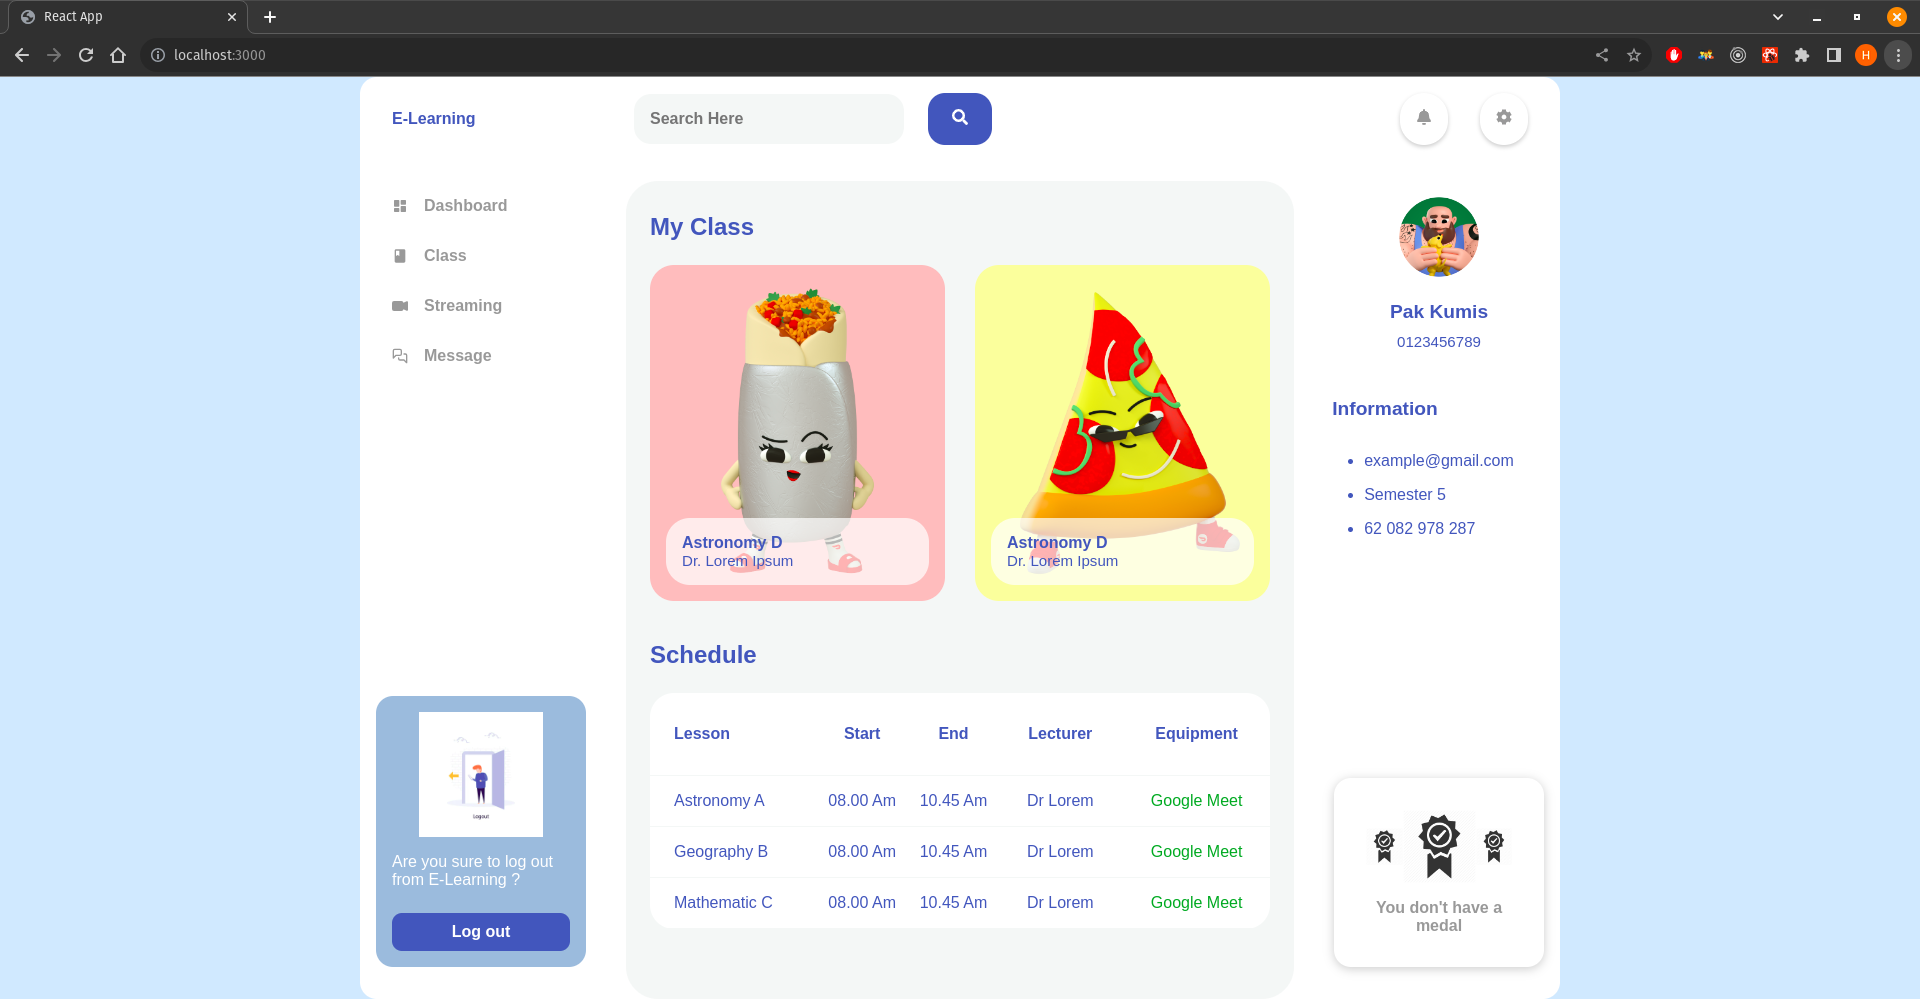 React App
localhost:3000
H
E-Learning
Search Here
Dashboard
Class
Streaming
Message
My Class
Astronomy D
Dr. Lorem Ipsum
Astronomy D
Dr. Lorem Ipsum
Schedule
Lesson Start End Lecturer Equipment
Astronomy A 08.00 Am 10.45 Am Dr Lorem Google Meet
Geography B 08.00 Am 10.45 Am Dr Lorem Google Meet
Mathematic C 08.00 Am 10.45 Am Dr Lorem Google Meet
Logout
Are you sure to log out
from E-Learning ?
Log out
Pak Kumis
0123456789
Information
example@gmail.com
Semester 5
62 082 978 287
You don't have a
medal